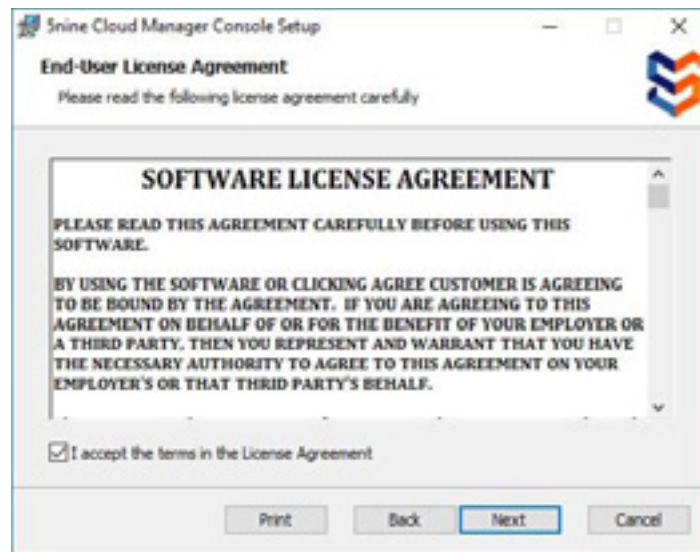 5nine Cloud Manager Console Setup
End-User License Agreement
Please read the following license agreement carefully
SOFTWARE LICENSE AGREEMENT
PLEASE READ THIS AGREEMENT CAREFULLY BEFORE USING THIS
SOFTWARE.
BY USING THE SOFTWARE OR CLICKING AGREE CUSTOMER IS AGREEING
TO BE BOUND BY THE AGREEMENT. IF YOU ARE AGREEING TO THIS
AGREEMENT ON BEHALF OF OR FOR THE BENEFIT OF YOUR EMPLOYER OR
A THIRD PARTY, THEN YOU REPRESENT AND WARRANT THAT YOU HAVE
THE NECESSARY AUTHORITY TO AGREE TO THIS AGREEMENT ON YOUR
EMPLOYER'S OR THAT THRID PARTY'S BEHALF.
I accept the terms in the License Agreement
Print Back Next Cancel